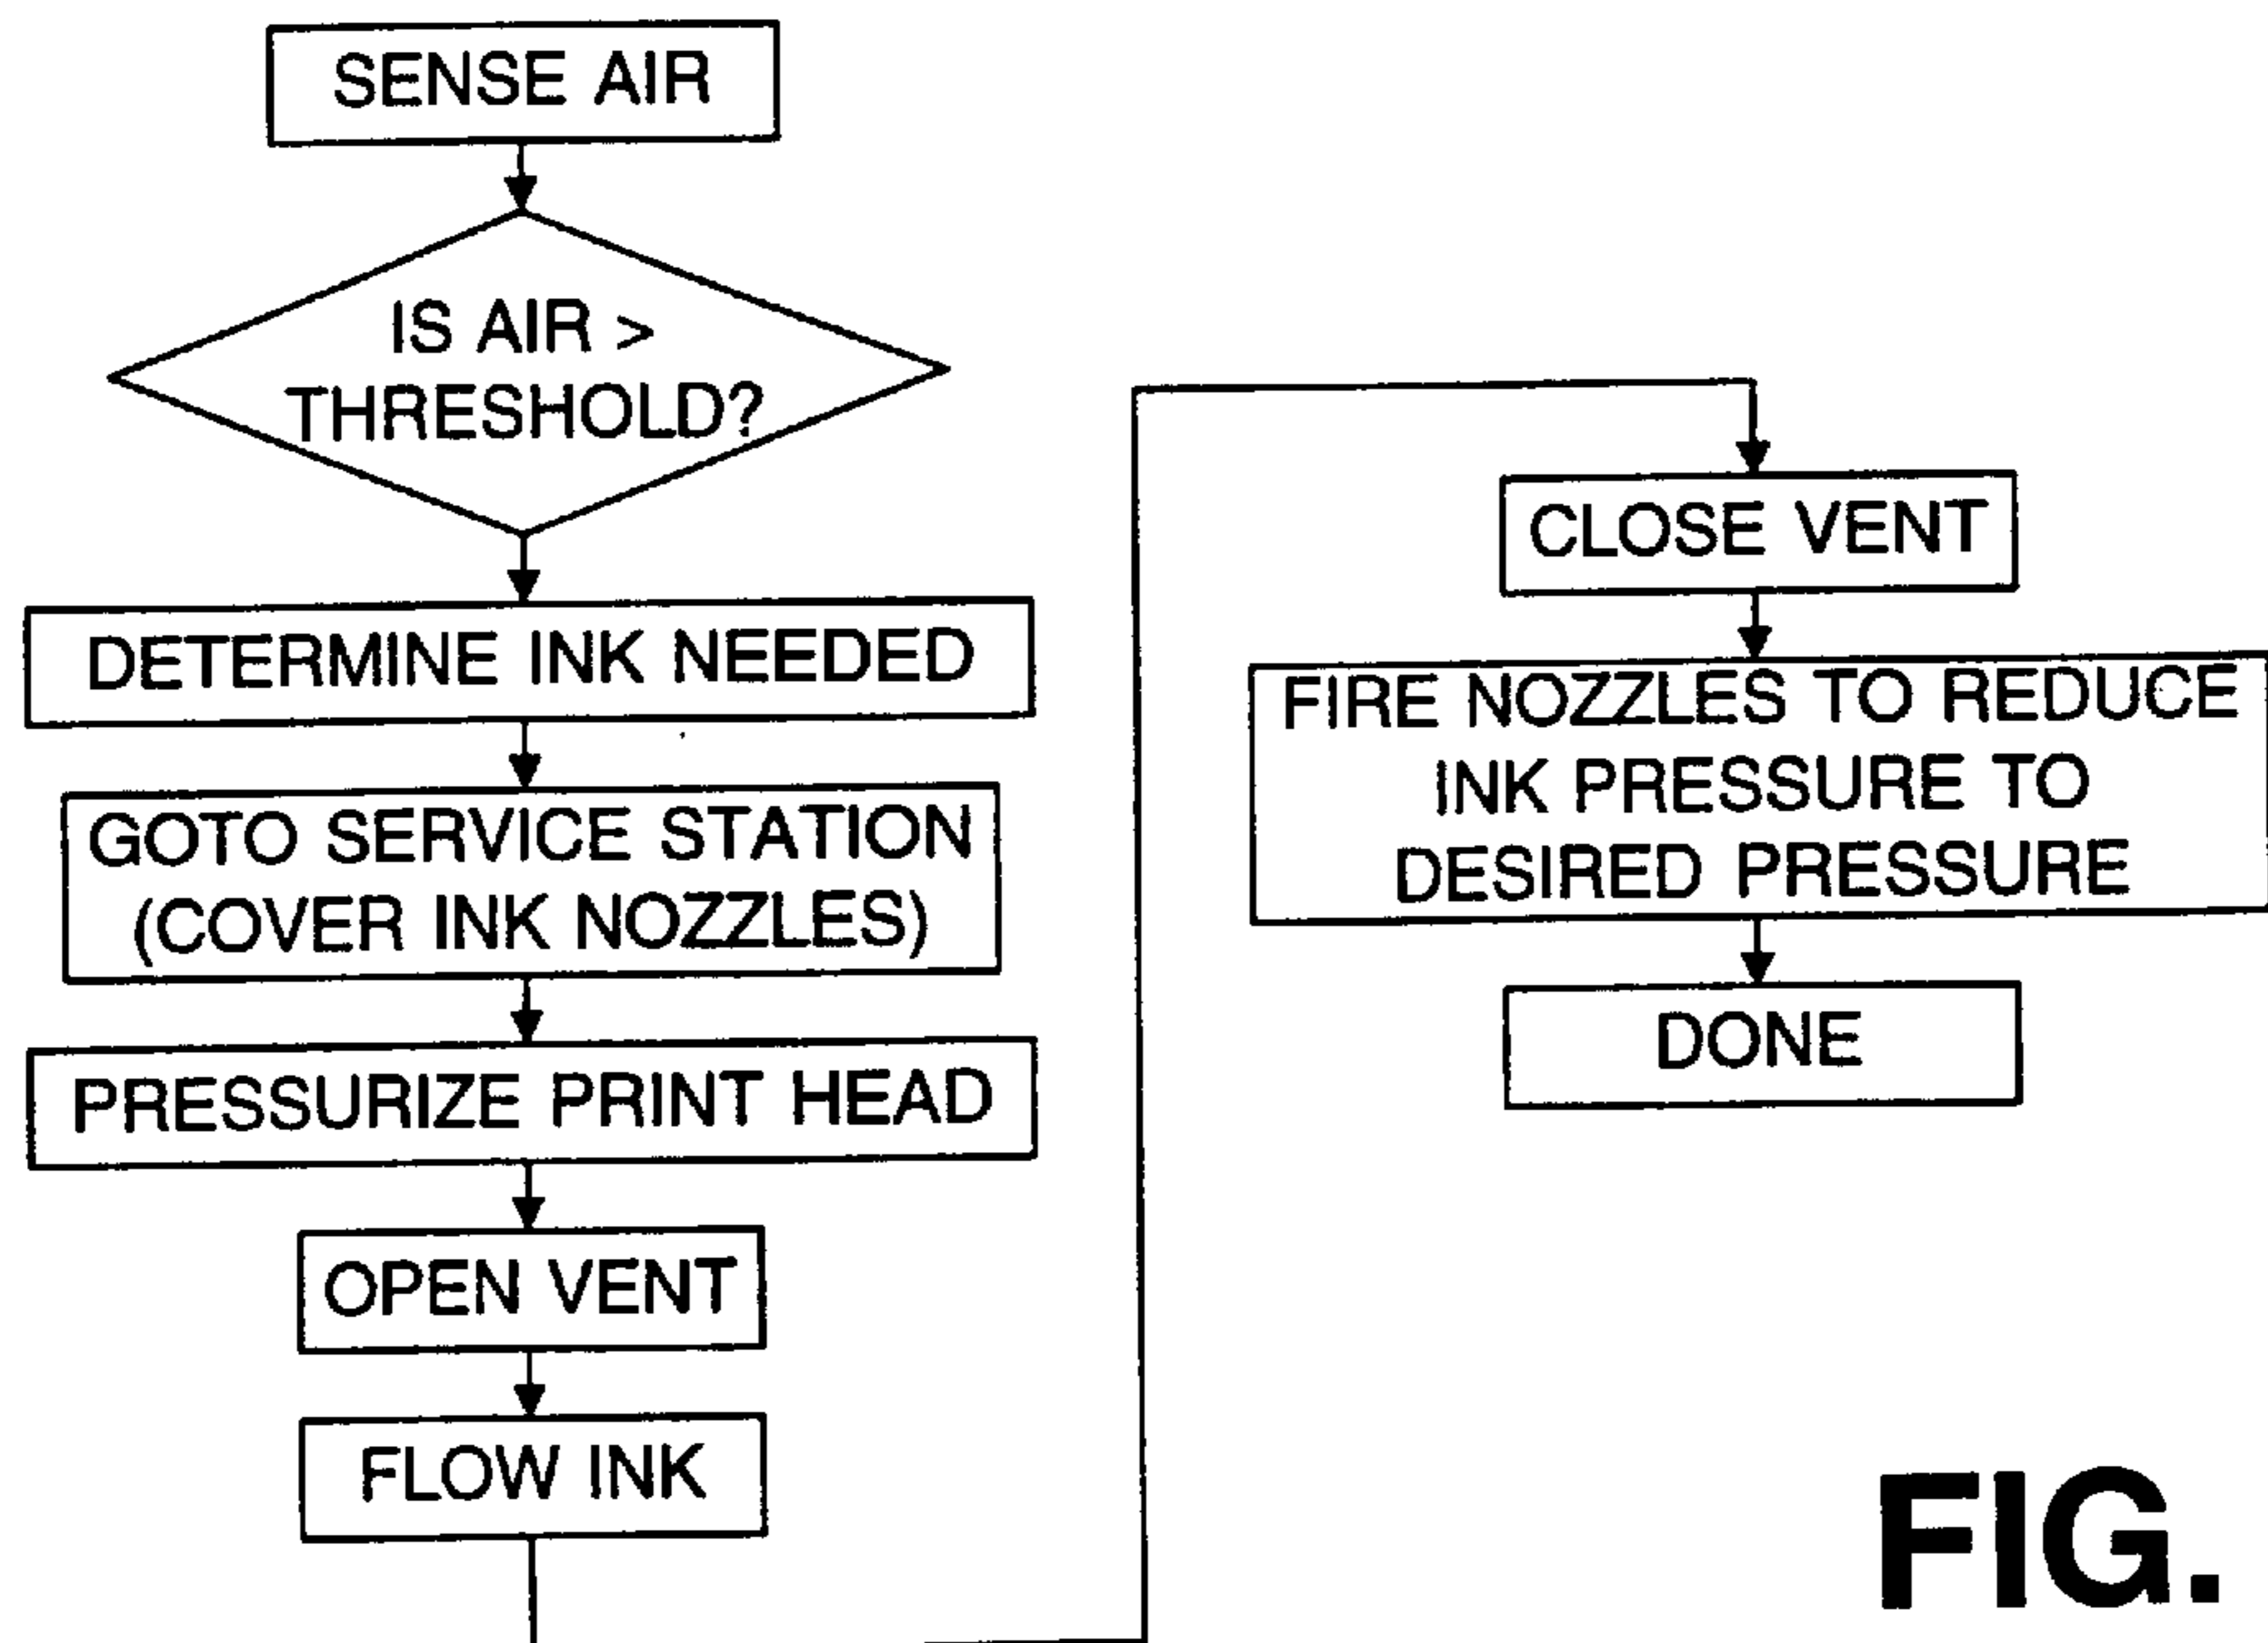 SENSE AIR
IS AIR >
THRESHOLD?
DETERMINE INK NEEDED
GOTO SERVICE STATION
(COVER INK NOZZLES)
PRESSURIZE PRINT HEAD
OPEN VENT
FLOW INK
CLOSE VENT
FIRE NOZZLES TO REDUCE
INK PRESSURE TO
DESIRED PRESSURE
DONE
FIG.